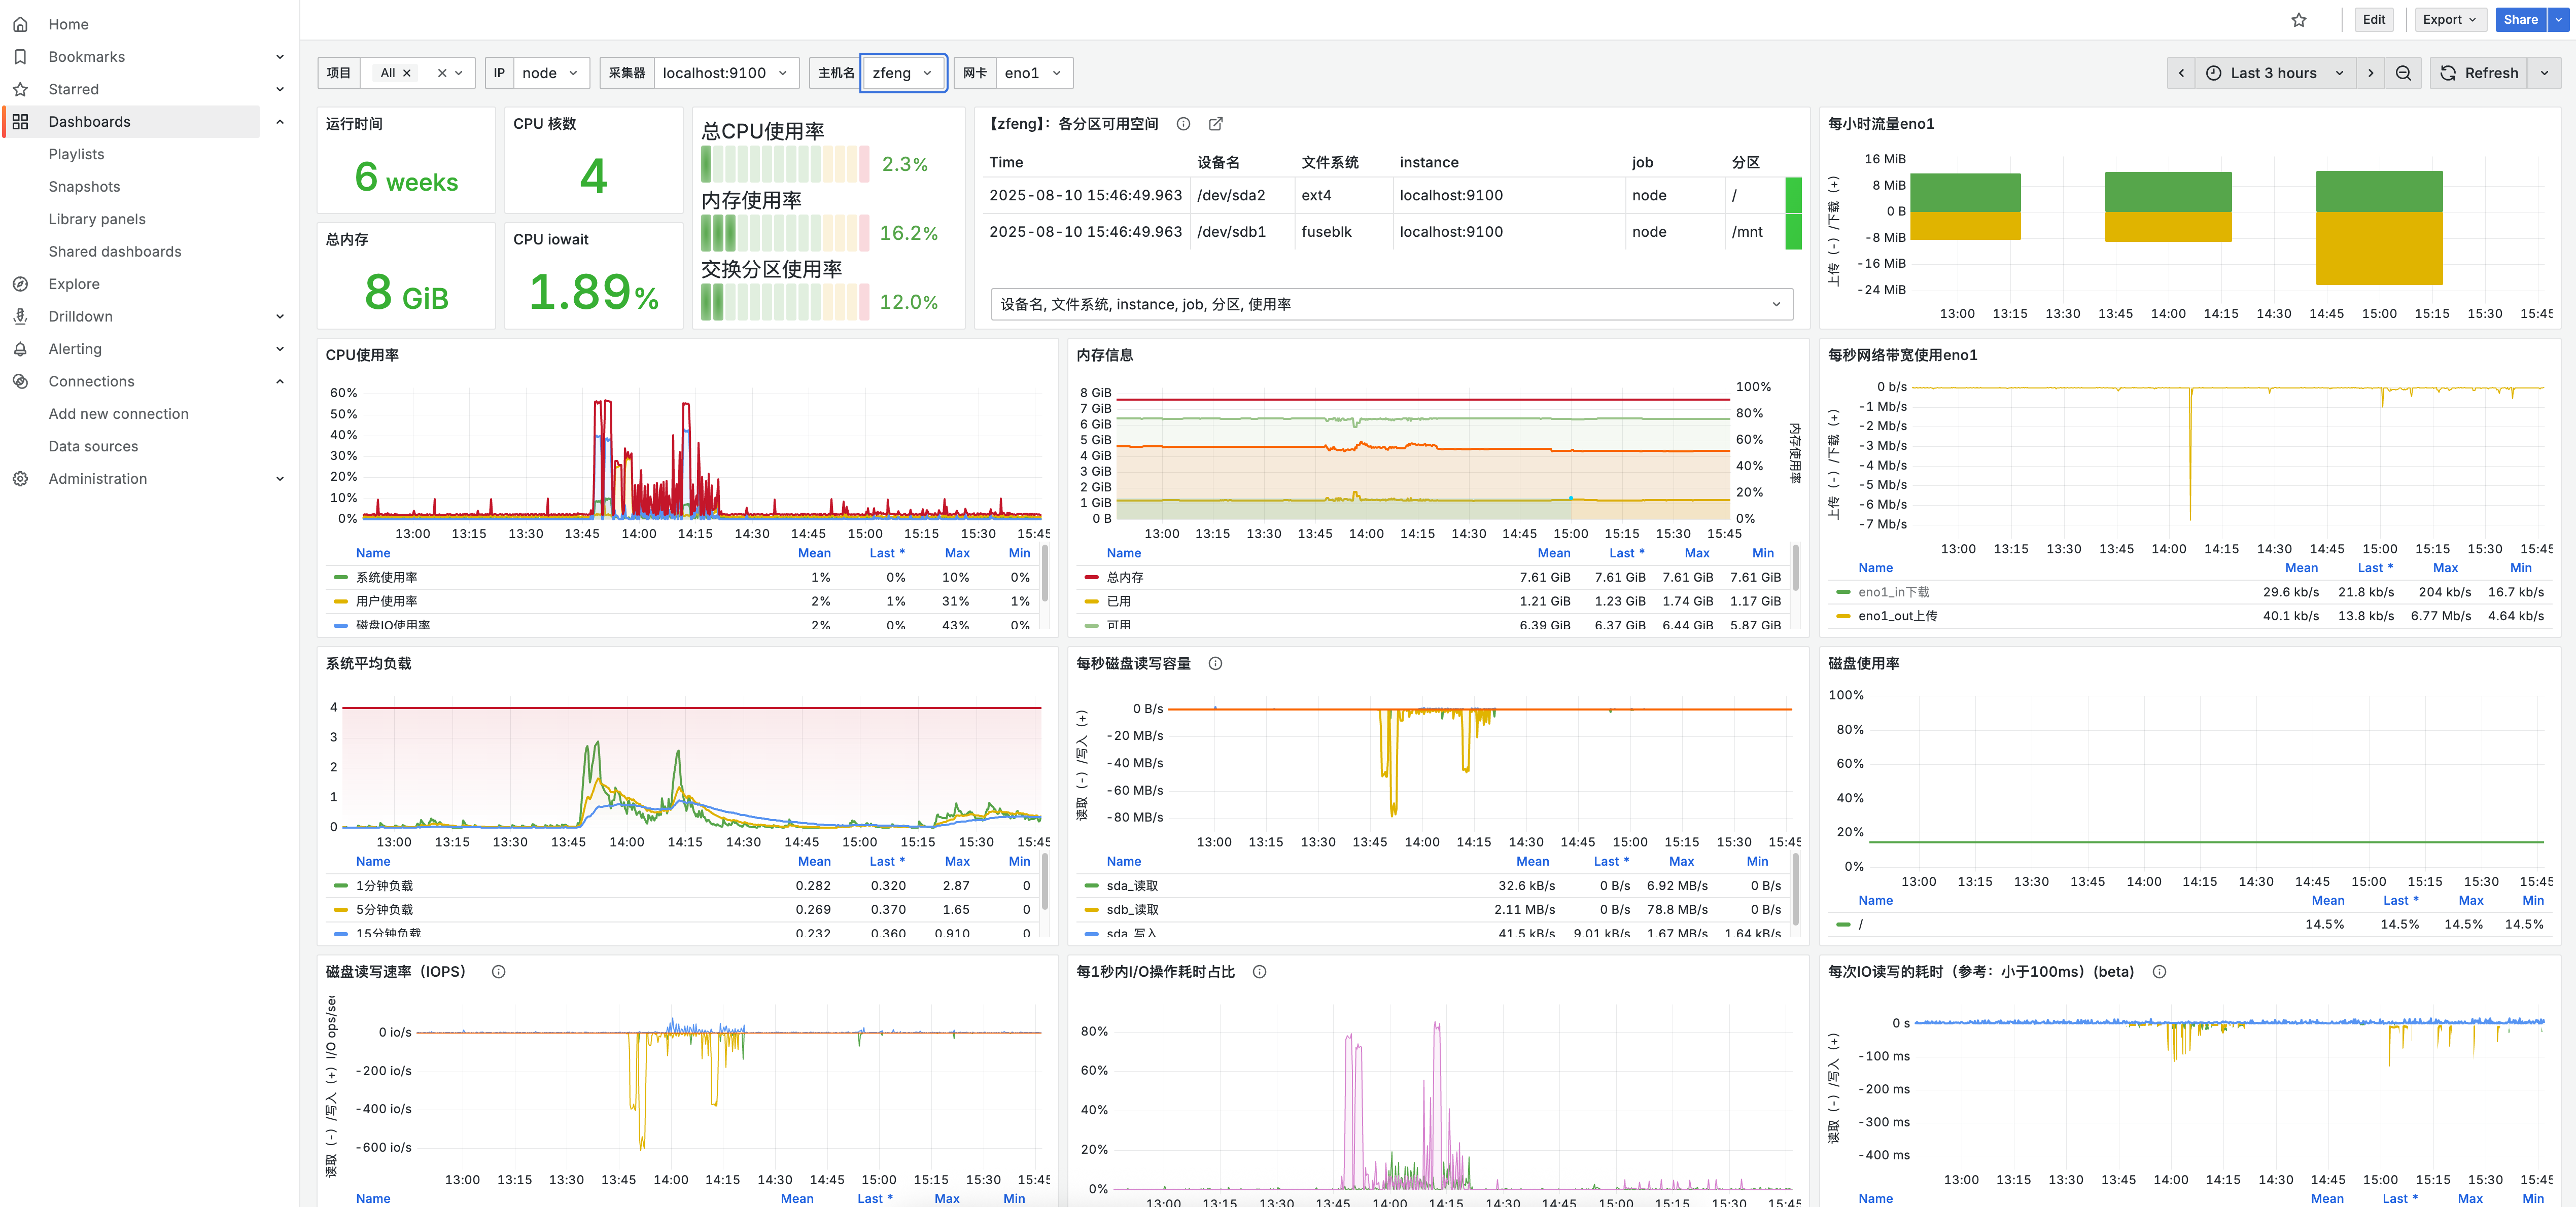 Home
Bookmarks
Starred
Dashboards
Playlists
Snapshots
Library panels
Shared dashboards
Explore
Drilldown
Alerting
Connections
Add new connection
Data sources
Administration
Edit Export Share
项目 All IP node 采集器 localhost:9100 主机名 zfeng 网卡 eno1 Last 3 hours Refresh
运行时间
6 weeks
CPU 核数
4
总内存
8 GiB
CPU iowait
1.89%
总CPU使用率
2.3%
内存使用率
16.2%
交换分区使用率
12.0%
【zfeng】：各分区可用空间
Time 设备名 文件系统 instance job 分区
2025-08-10 15:46:49.963 /dev/sda2 ext4 localhost:9100 node /
2025-08-10 15:46:49.963 /dev/sdb1 fuseblk localhost:9100 node /mnt
设备名, 文件系统, instance, job, 分区, 使用率
每小时流量eno1
上传（-）/下载（+）
16 MiB
8 MiB
0 B
-8 MiB
-16 MiB
-24 MiB
13:00 13:15 13:30 13:45 14:00 14:15 14:30 14:45 15:00 15:15 15:30 15:45
CPU使用率
60%
50%
40%
30%
20%
10%
0%
13:00 13:15 13:30 13:45 14:00 14:15 14:30 14:45 15:00 15:15 15:30 15:45
Name Mean Last * Max Min
系统使用率 1% 0% 10% 0%
用户使用率 2% 1% 31% 1%
磁盘IO使用率 2% 0% 43% 0%
内存信息
8 GiB
7 GiB
6 GiB
5 GiB
4 GiB
3 GiB
2 GiB
1 GiB
0 B
100%
80%
60%
40%
20%
0%
内存使用率
13:00 13:15 13:30 13:45 14:00 14:15 14:30 14:45 15:00 15:15 15:30 15:45
Name Mean Last * Max Min
总内存 7.61 GiB 7.61 GiB 7.61 GiB 7.61 GiB
已用 1.21 GiB 1.23 GiB 1.74 GiB 1.17 GiB
可用 6.39 GiB 6.37 GiB 6.44 GiB 5.87 GiB
每秒网络带宽使用eno1
上传（-）/下载（+）
0 b/s
-1 Mb/s
-2 Mb/s
-3 Mb/s
-4 Mb/s
-5 Mb/s
-6 Mb/s
-7 Mb/s
13:00 13:15 13:30 13:45 14:00 14:15 14:30 14:45 15:00 15:15 15:30 15:45
Name Mean Last * Max Min
eno1_in下载 29.6 kb/s 21.8 kb/s 204 kb/s 16.7 kb/s
eno1_out上传 40.1 kb/s 13.8 kb/s 6.77 Mb/s 4.64 kb/s
系统平均负载
4
3
2
1
0
13:00 13:15 13:30 13:45 14:00 14:15 14:30 14:45 15:00 15:15 15:30 15:45
Name Mean Last * Max Min
1分钟负载 0.282 0.320 2.87 0
5分钟负载 0.269 0.370 1.65 0
15分钟负载 0.232 0.360 0.910 0
每秒磁盘读写容量
读取（-）/写入（+）
0 B/s
-20 MB/s
-40 MB/s
-60 MB/s
-80 MB/s
13:00 13:15 13:30 13:45 14:00 14:15 14:30 14:45 15:00 15:15 15:30 15:45
Name Mean Last * Max Min
sda_读取 32.6 kB/s 0 B/s 6.92 MB/s 0 B/s
sdb_读取 2.11 MB/s 0 B/s 78.8 MB/s 0 B/s
sda_写入 41.5 kB/s 9.01 kB/s 1.67 MB/s 1.64 kB/s
磁盘使用率
100%
80%
60%
40%
20%
0%
13:00 13:15 13:30 13:45 14:00 14:15 14:30 14:45 15:00 15:15 15:30 15:45
Name Mean Last * Max Min
/ 14.5% 14.5% 14.5% 14.5%
磁盘读写速率（IOPS）
读取（-）/写入（+）I/O ops/sec
0 io/s
-200 io/s
-400 io/s
-600 io/s
13:00 13:15 13:30 13:45 14:00 14:15 14:30 14:45 15:00 15:15 15:30 15:45
Name Mean Last * Max Min
每1秒内I/O操作耗时占比
80%
60%
40%
20%
0%
13:00 13:15 13:30 13:45 14:00 14:15 14:30 14:45 15:00 15:15 15:30 15:45
每次IO读写的耗时（参考：小于100ms）(beta)
读取（-）/写入（+）
0 s
-100 ms
-200 ms
-300 ms
-400 ms
13:00 13:15 13:30 13:45 14:00 14:15 14:30 14:45 15:00 15:15 15:30 15:45
Name Mean Last * Max Min